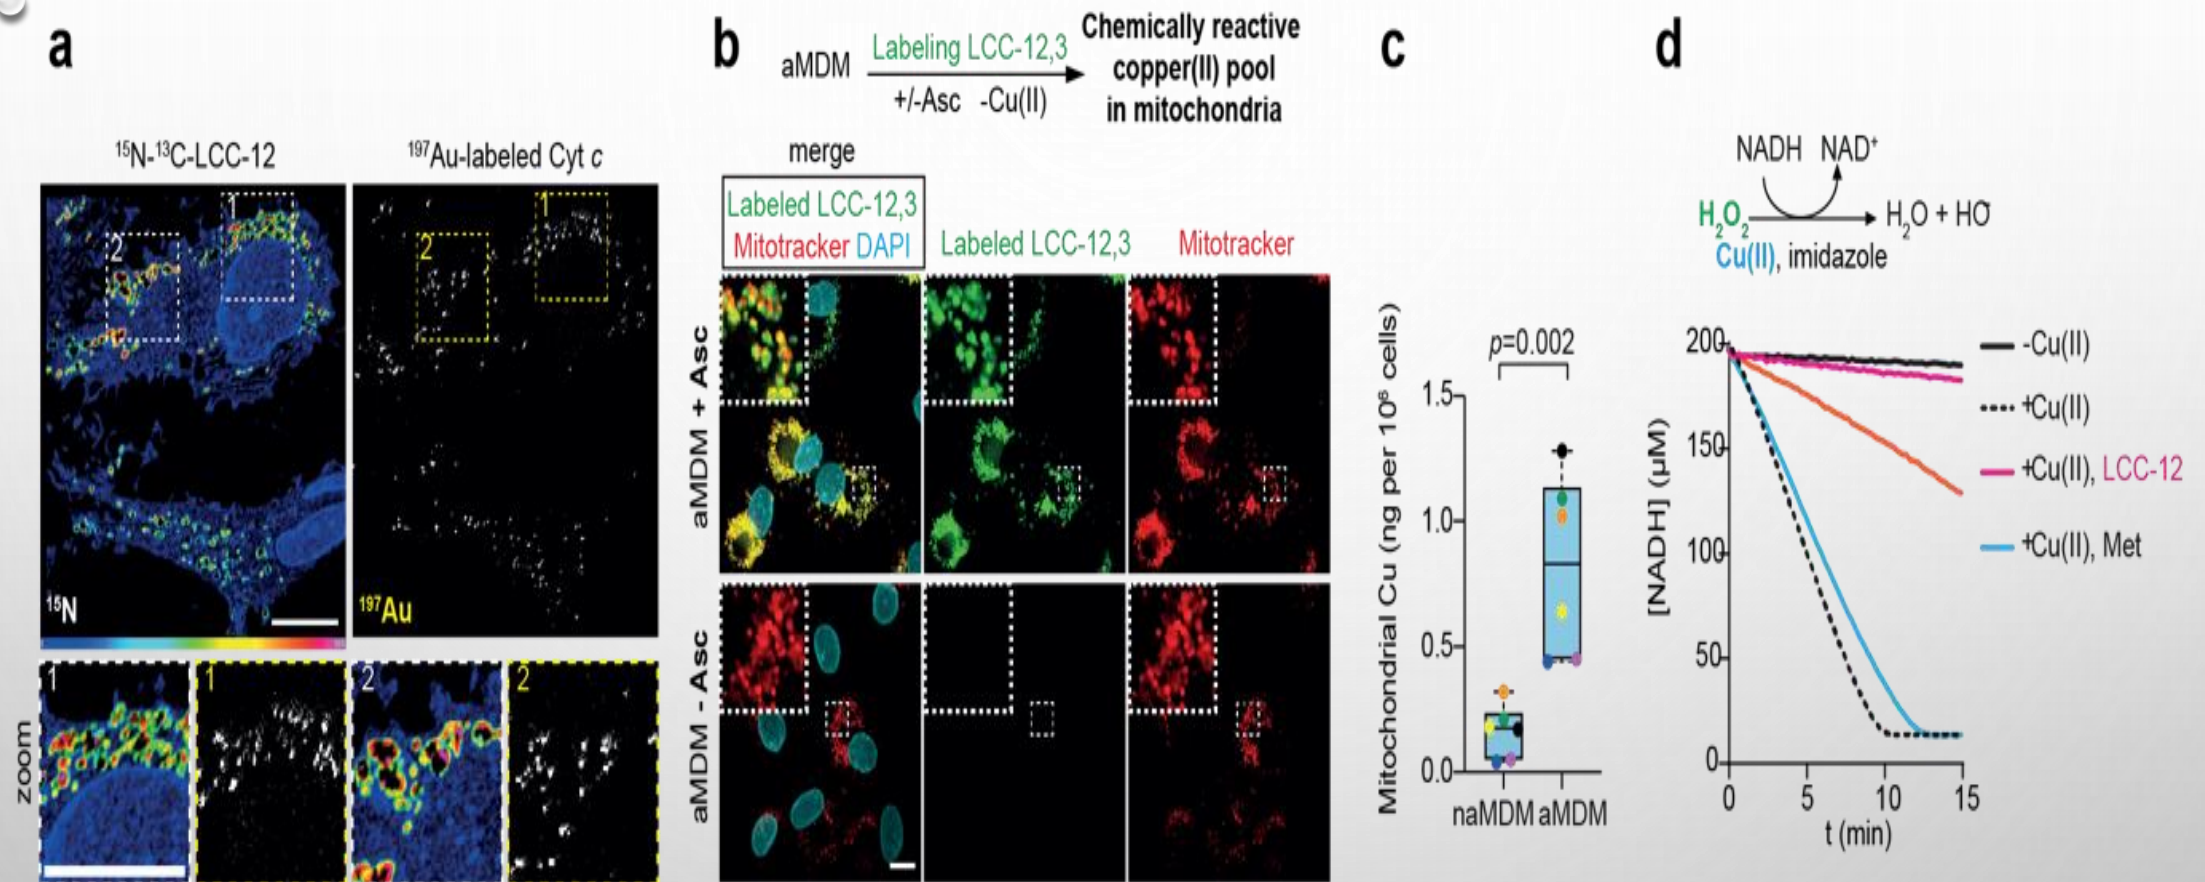 a
¹⁵N-¹³C-LCC-12
¹⁹⁷Au-labeled Cyt c
1
2
1
2
¹⁵N
¹⁹⁷Au
zoom
1
1
2
2
b
aMDM
Labeling LCC-12,3
+/-Asc -Cu(II)
Chemically reactive
copper(II) pool
in mitochondria
merge
Labeled LCC-12,3
Mitotracker DAPI
Labeled LCC-12,3
Mitotracker
aMDM + Asc
aMDM - Asc
c
Mitochondrial Cu (ng per 10⁶ cells)
p=0.002
1.5
1.0
0.5
0.0
naMDM aMDM
d
NADH NAD⁺
H₂O₂
H₂O + HO⁻
Cu(II), imidazole
[NADH] (μM)
200
150
100
50
0
0 5 10 15
t (min)
-Cu(II)
+Cu(II)
+Cu(II), LCC-12
+Cu(II), Met